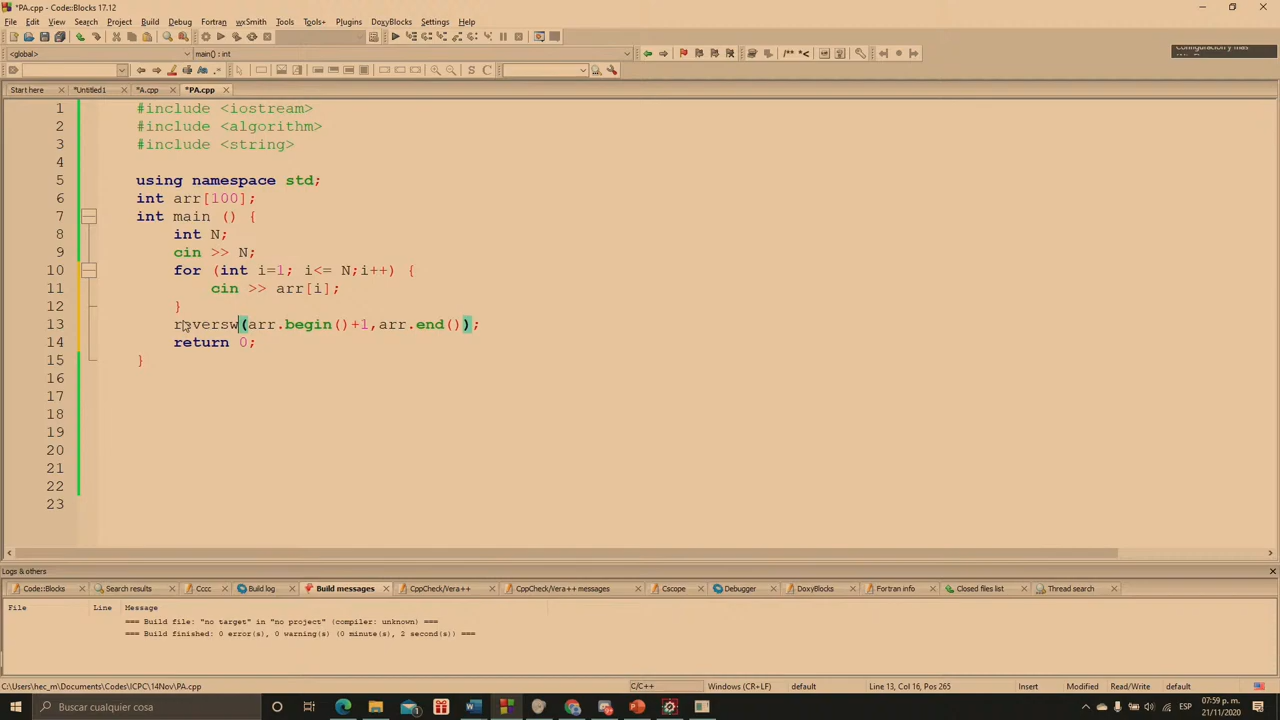 *PA.cpp - Code::Blocks 17.12
File Edit View Search Project Build Debug Fortran wxSmith Tools Tools+ Plugins DoxyBlocks Settings Help
<global> main() : int
/** *<
S C
Start here *Untitled1 *A.cpp *PA.cpp
1 #include <iostream>
2 #include <algorithm>
3 #include <string>
4
5 using namespace std;
6 int arr[100];
7 int main () {
8 int N;
9 cin >> N;
10 for (int i=1; i<= N;i++) {
11 cin >> arr[i];
12 }
13 reversw(arr.begin()+1,arr.end());
14 return 0;
15 }
16
17
18
19
20
21
22
23
Logs & others
Code::Blocks Search results Cccc Build log Build messages CppCheck/Vera++ CppCheck/Vera++ messages Cscope Debugger DoxyBlocks Fortran info Closed files list Thread search
File Line Message
=== Build file: "no target" in "no project" (compiler: unknown) ===
=== Build finished: 0 error(s), 0 warning(s) (0 minute(s), 2 second(s)) ===
C:\Users\hec_m\Documents\Codes\ICPC\14Nov\PA.cpp C/C++ Windows (CR+LF) default Line 13, Col 16, Pos 265 Insert Modified Read/Write default
Buscar cualquier cosa ESP 07:59 p. m.
21/11/2020